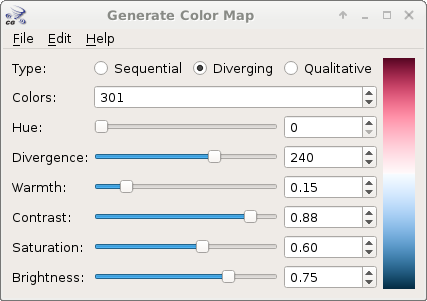 Generate Color Map
File Edit Help
Type: Sequential Diverging Qualitative
Colors: 301
Hue: 0
Divergence: 240
Warmth: 0.15
Contrast: 0.88
Saturation: 0.60
Brightness: 0.75